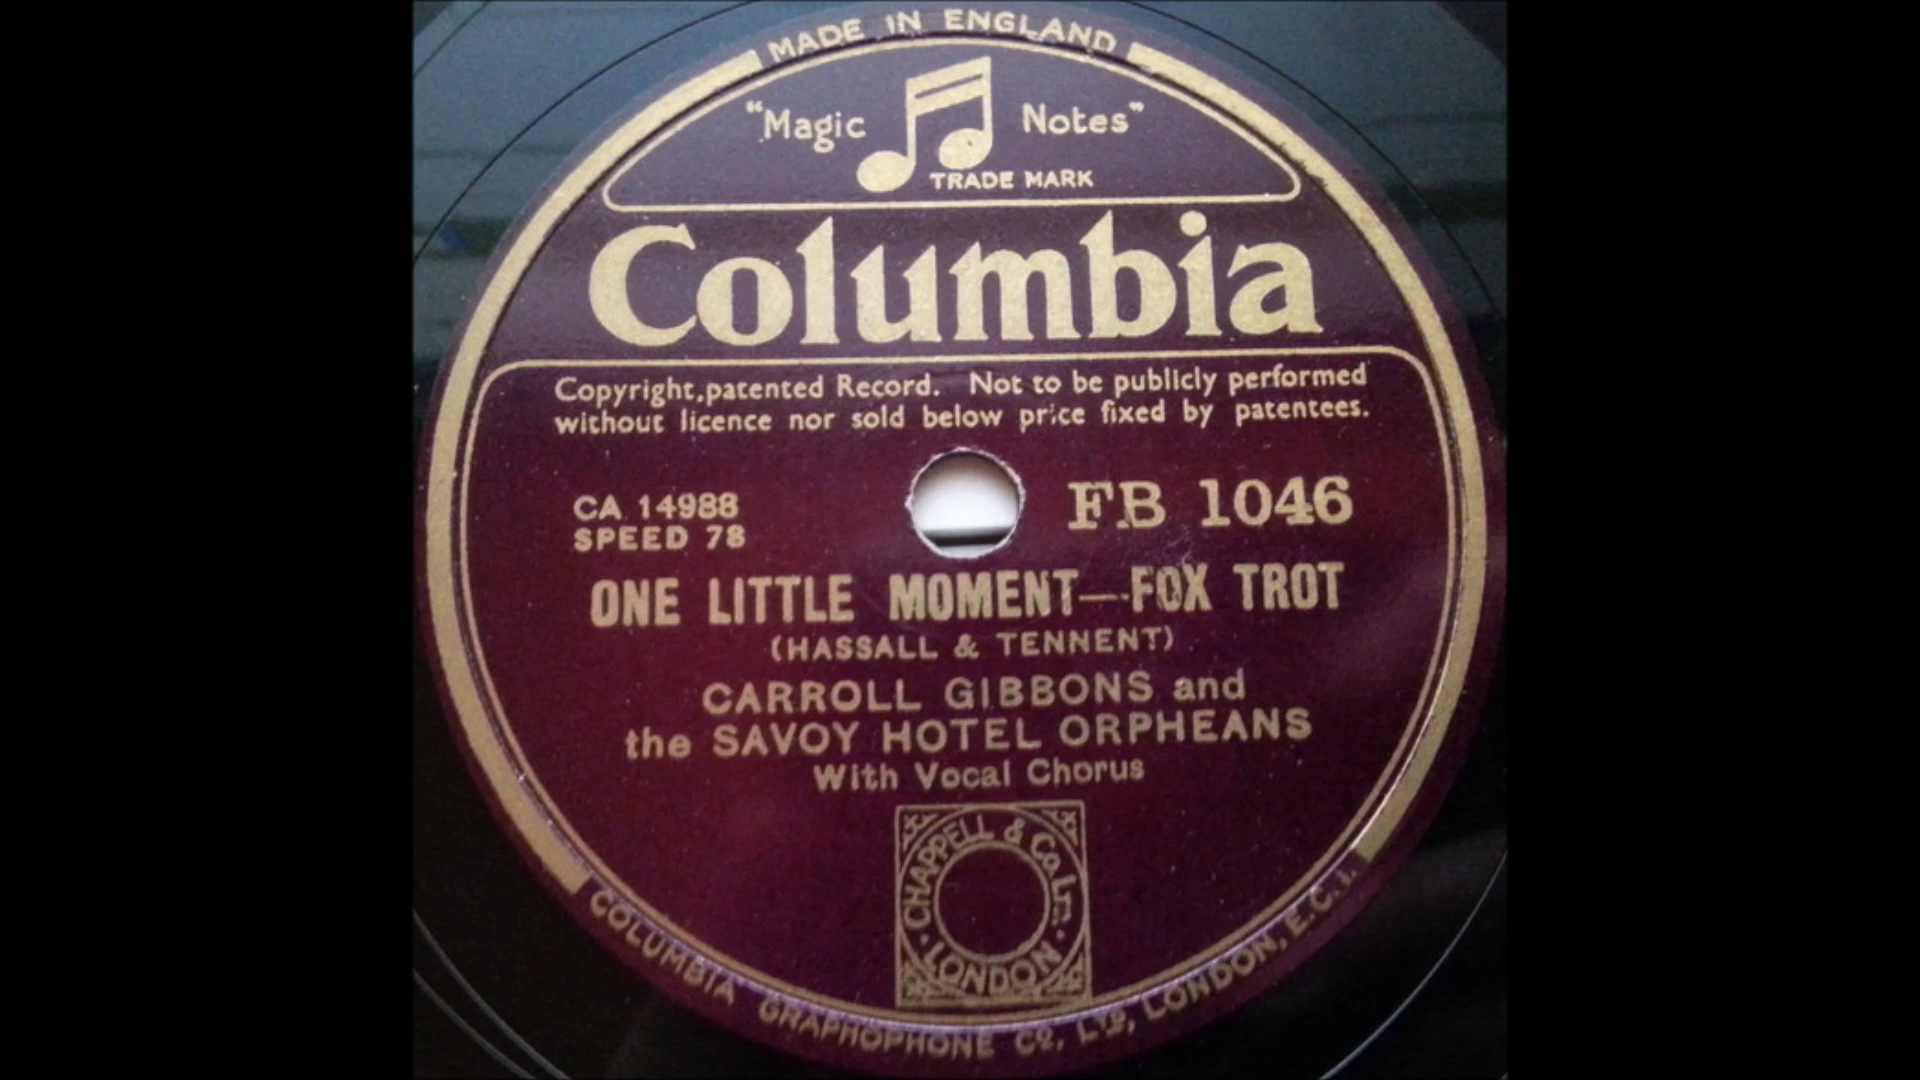 MADE IN ENGLAND
"Magic Notes"
TRADE MARK
Columbia
Copyright, patented Record. Not to be publicly performed
without licence nor sold below price fixed by patentees.
CA 14988
SPEED 78
FB 1046
ONE LITTLE MOMENT—FOX TROT
(HASSALL & TENNENT)
CARROLL GIBBONS and
the SAVOY HOTEL ORPHEANS
With Vocal Chorus
CHAPPELL & Co. LTD.
· LONDON ·
COLUMBIA GRAPHOPHONE Co. LTD, LONDON, E.C.1.